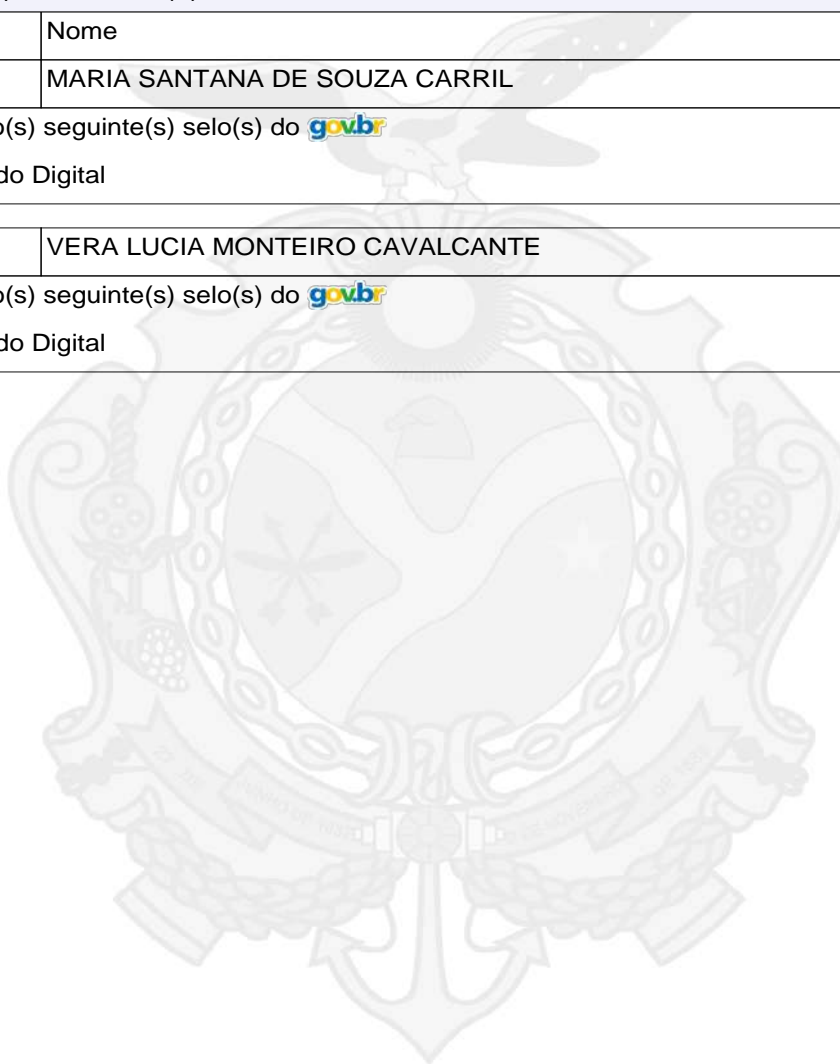 Nome
MARIA SANTANA DE SOUZA CARRIL
o(s) seguinte(s) selo(s) do gov.br
do Digital
VERA LUCIA MONTEIRO CAVALCANTE
o(s) seguinte(s) selo(s) do gov.br
do Digital